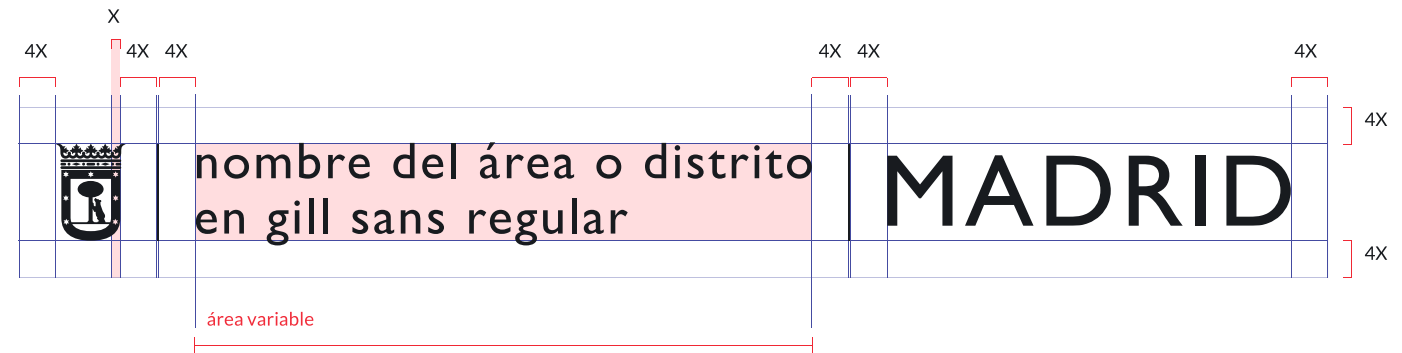 X
4X 4X 4X 4X 4X 4X
4X
nombre del área o distrito
en gill sans regular
MADRID
4X
área variable